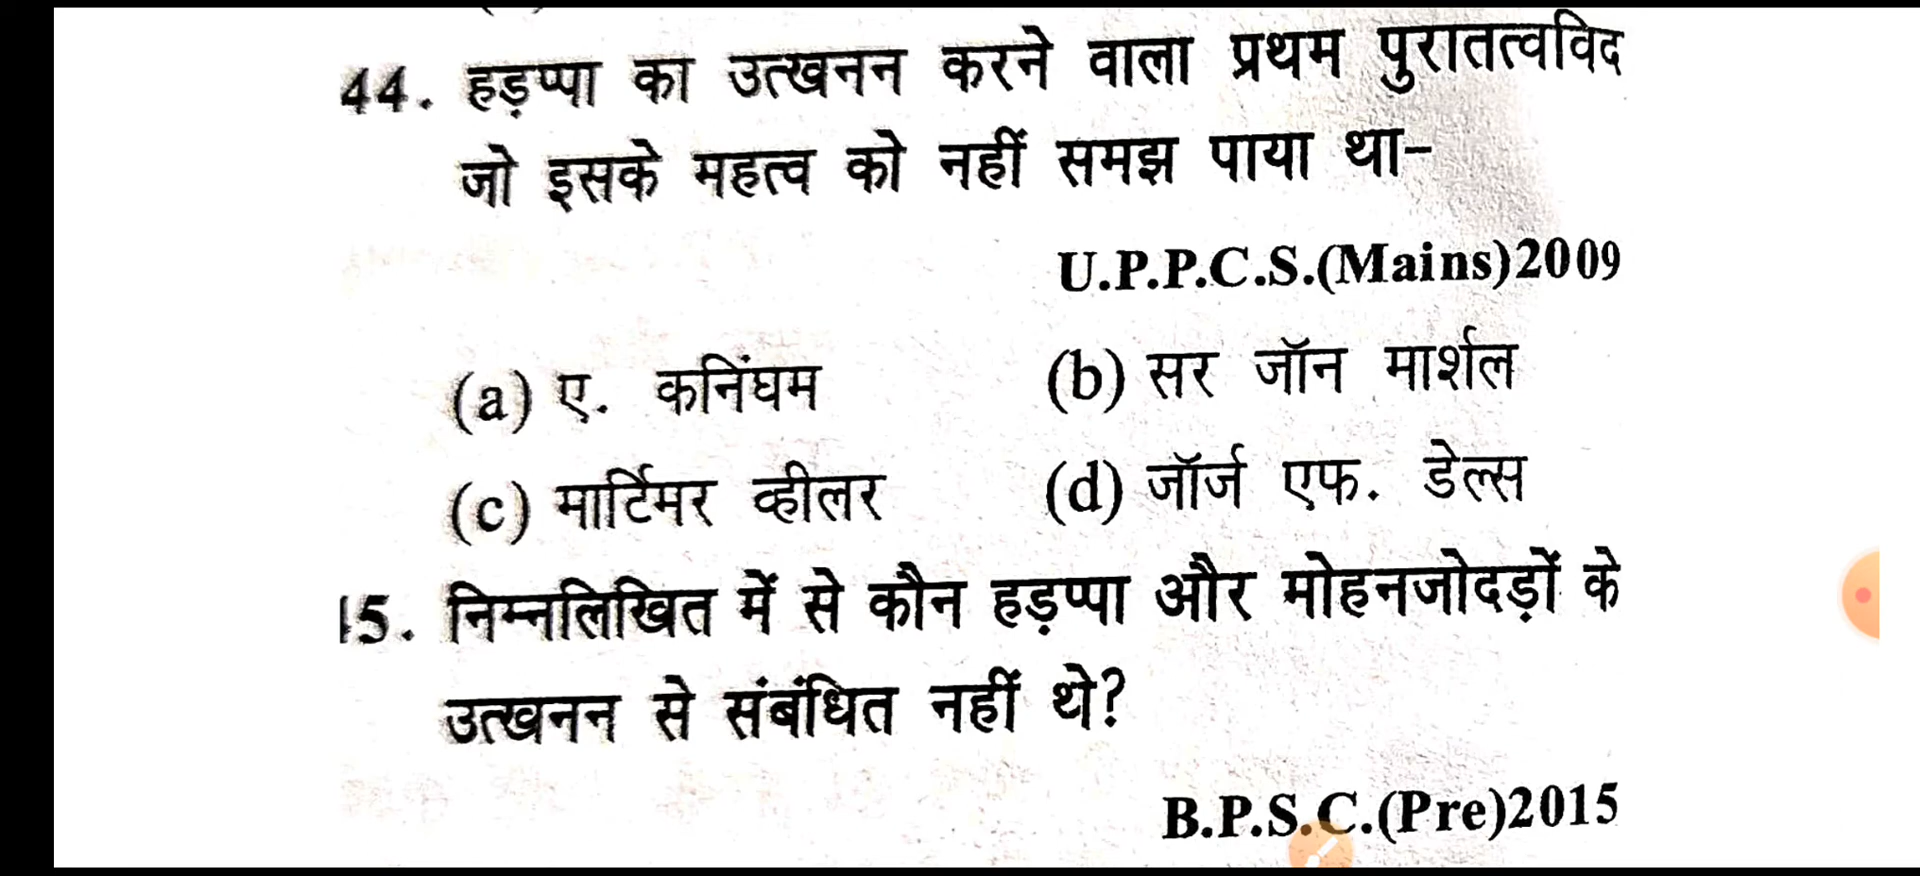 44. हड़प्पा का उत्खनन करने वाला प्रथम पुरातत्वविद
जो इसके महत्व को नहीं समझ पाया था-
U.P.P.C.S.(Mains)2009
(a) ए. कनिंघम (b) सर जॉन मार्शल
(c) मार्टिमर व्हीलर (d) जॉर्ज एफ. डेल्स
15. निम्नलिखित में से कौन हड़प्पा और मोहनजोदड़ों के
उत्खनन से संबंधित नहीं थे?
B.P.S.C.(Pre)2015